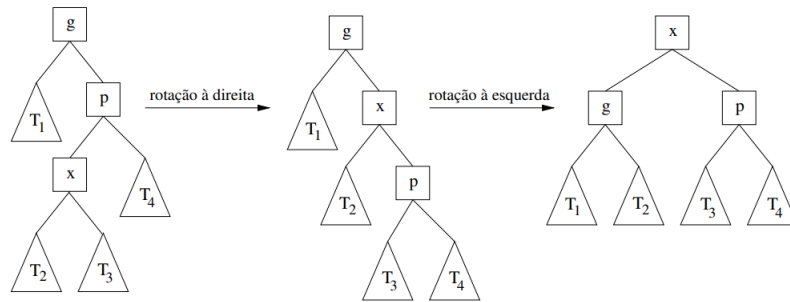 g
T1
p
x
T4
T2
T3
rotação à direita
g
T1
x
T2
p
T3
T4
rotação à esquerda
x
g
p
T1
T2
T3
T4